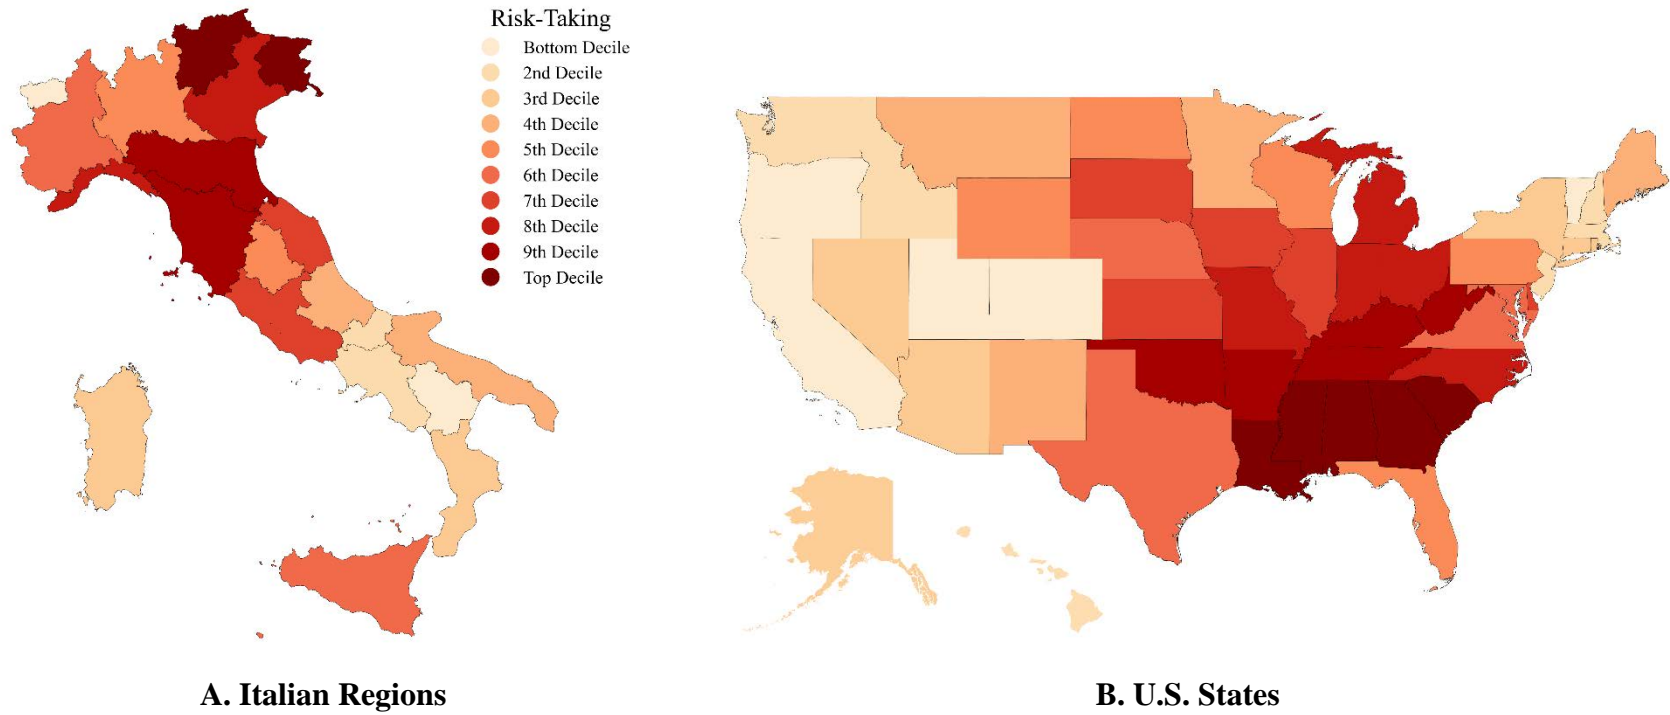 Risk-Taking
Bottom Decile
2nd Decile
3rd Decile
4th Decile
5th Decile
6th Decile
7th Decile
8th Decile
9th Decile
Top Decile
A. Italian Regions
B. U.S. States